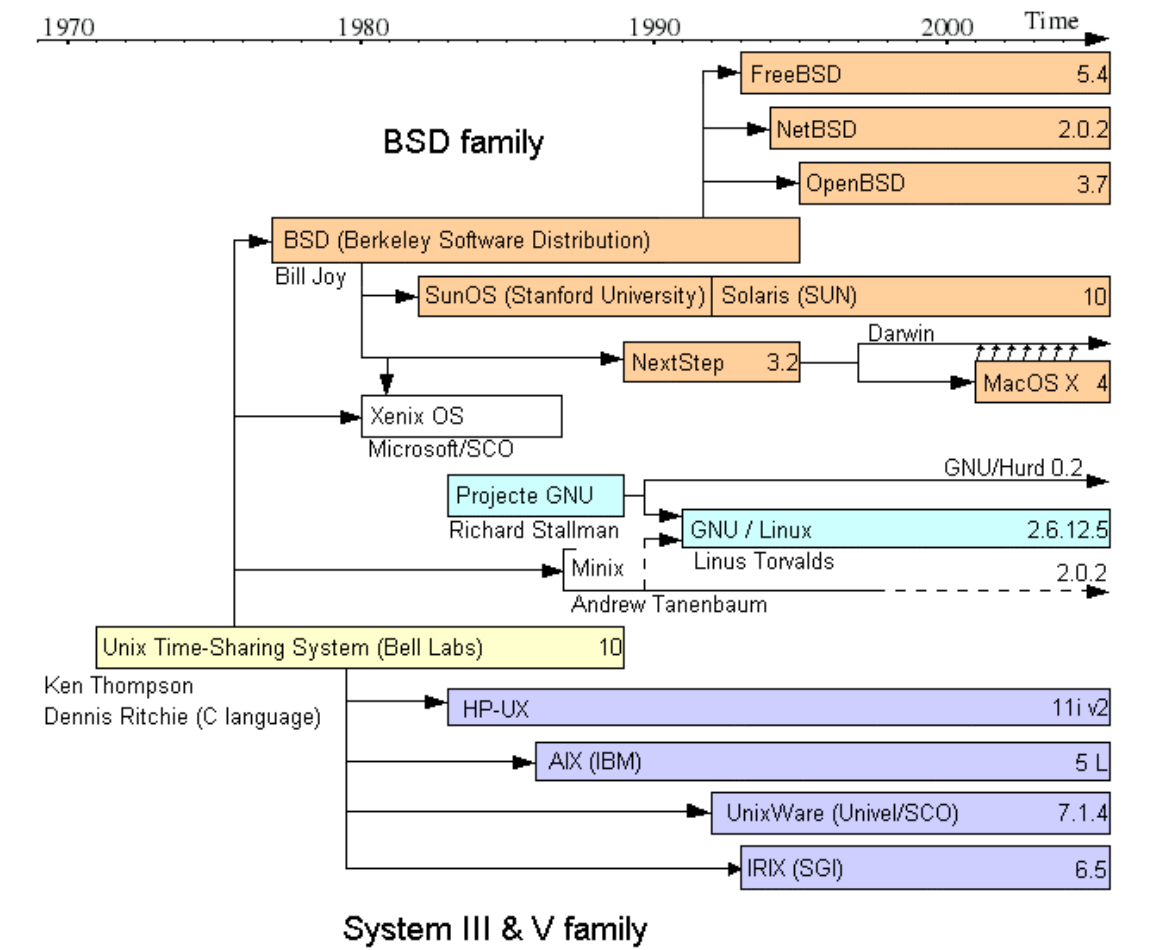 1970 1980 1990 2000 Time
FreeBSD 5.4
NetBSD 2.0.2
BSD family
OpenBSD 3.7
BSD (Berkeley Software Distribution)
Bill Joy
SunOS (Stanford University) Solaris (SUN) 10
Darwin
NextStep 3.2
MacOS X 4
Xenix OS
Microsoft/SCO
GNU/Hurd 0.2
Projecte GNU
Richard Stallman
GNU / Linux 2.6.12.5
Linus Torvalds
Minix 2.0.2
Andrew Tanenbaum
Unix Time-Sharing System (Bell Labs) 10
Ken Thompson
Dennis Ritchie (C language)
HP-UX 11i v2
AIX (IBM) 5 L
UnixWare (Univel/SCO) 7.1.4
IRIX (SGI) 6.5
System III & V family